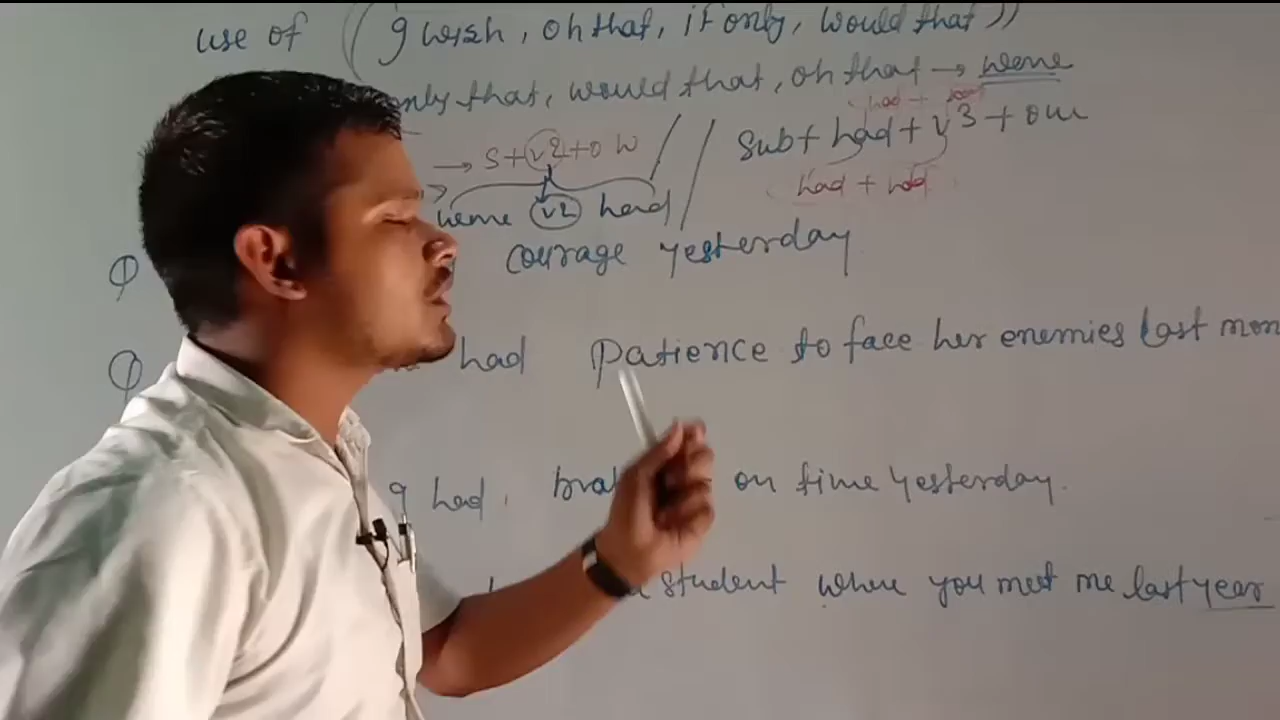 use of (( I wish, oh that, if only, would that ))
only that, would that, oh that → were
had +
→ S + v2 + o w // sub + had + v3 + ow
had + had
were v2 had
Q courage yesterday
Q had patience to face her enemies last mon
I had, on time yesterday.
student when you met me last year